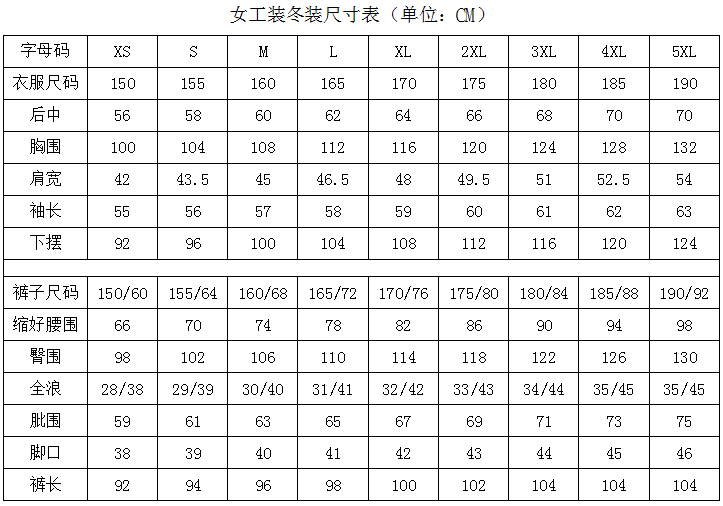 女工装冬装尺寸表（单位：CM）
字母码 XS S M L XL 2XL 3XL 4XL 5XL
衣服尺码 150 155 160 165 170 175 180 185 190
后中 56 58 60 62 64 66 68 70 70
胸围 100 104 108 112 116 120 124 128 132
肩宽 42 43.5 45 46.5 48 49.5 51 52.5 54
袖长 55 56 57 58 59 60 61 62 63
下摆 92 96 100 104 108 112 116 120 124
裤子尺码 150/60 155/64 160/68 165/72 170/76 175/80 180/84 185/88 190/92
缩好腰围 66 70 74 78 82 86 90 94 98
臀围 98 102 106 110 114 118 122 126 130
全浪 28/38 29/39 30/40 31/41 32/42 33/43 34/44 35/45 35/45
肶围 59 61 63 65 67 69 71 73 75
脚口 38 39 40 41 42 43 44 45 46
裤长 92 94 96 98 100 102 104 104 104